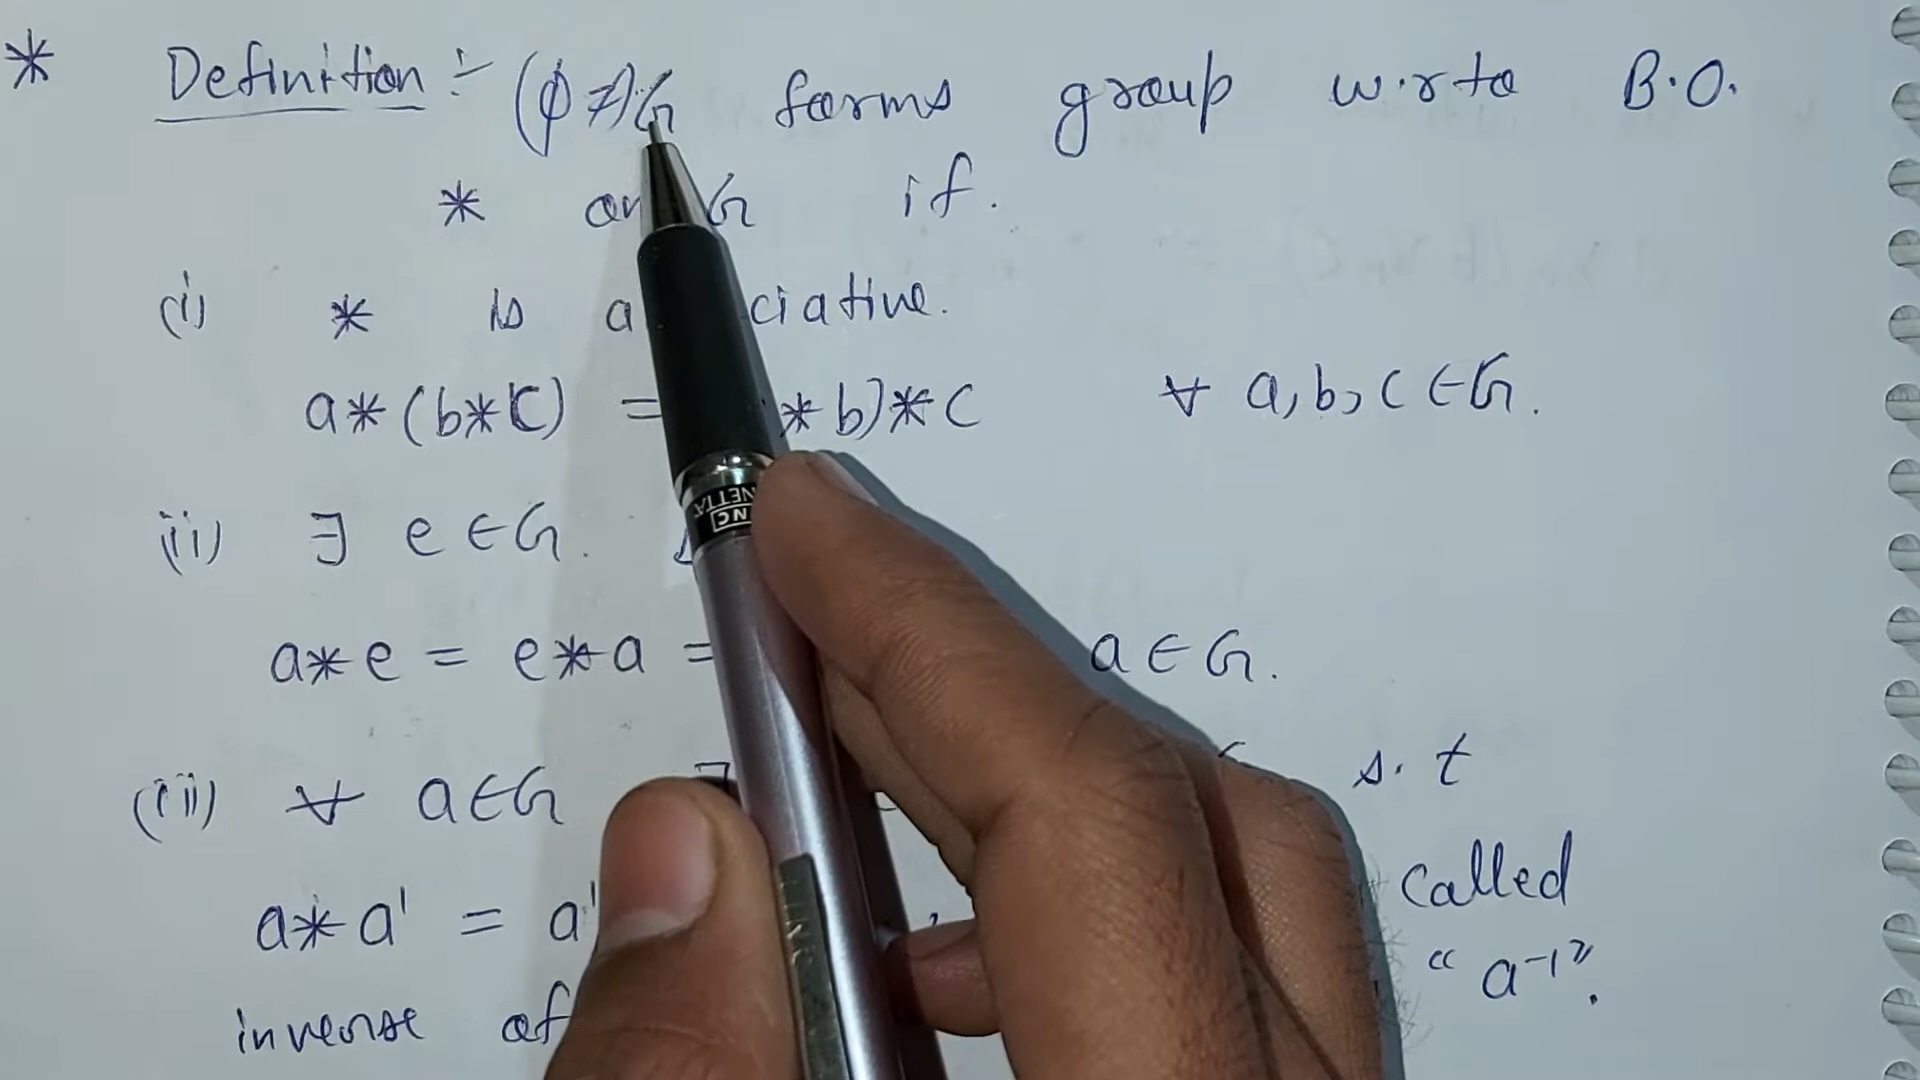 * Definition :- (ϕ ≠) G forms group w.r to B.O.
* on G if.
(i) * is a ciative.
a*(b*c) = *b)*c ∀ a,b,c ∈ G.
(ii) ∃ e ∈ G.
a*e = e*a = a ∈ G.
(iii) ∀ a ∈ G ∃ s.t
a*a' = a' called
inverse of "a⁻¹".